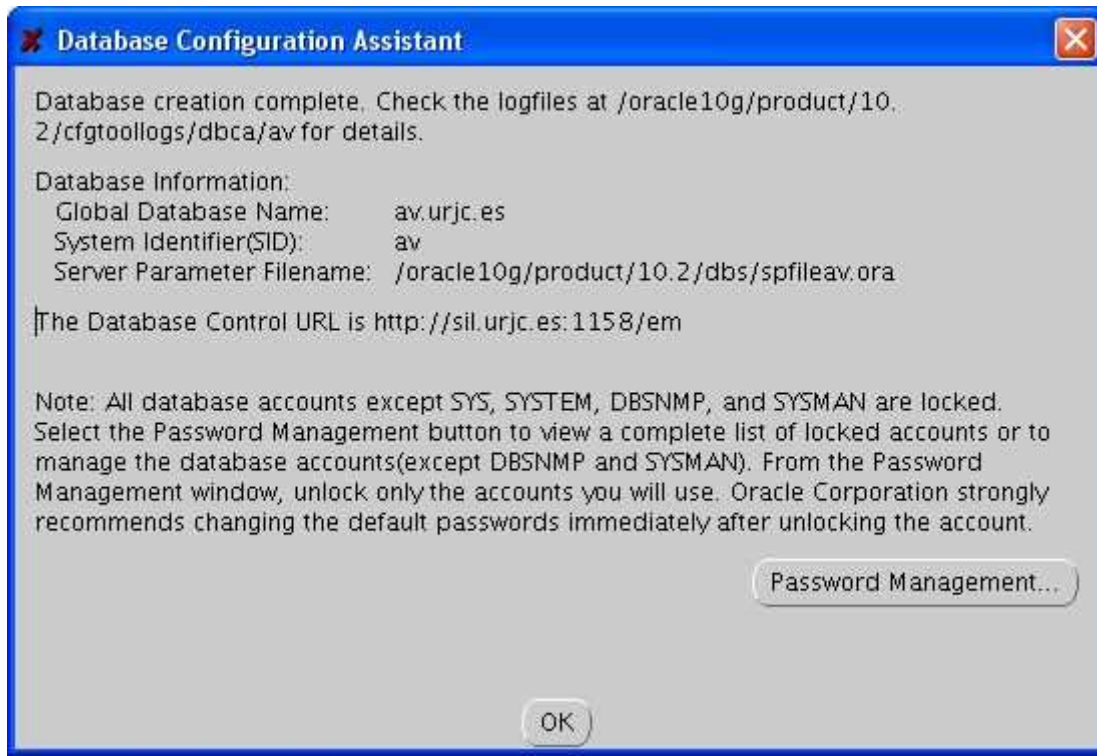 Database Configuration Assistant
Database creation complete. Check the logfiles at /oracle10g/product/10.
2/cfgtoollogs/dbca/av for details.
Database Information:
Global Database Name: av.urjc.es
System Identifier(SID): av
Server Parameter Filename: /oracle10g/product/10.2/dbs/spfileav.ora
The Database Control URL is http://sil.urjc.es:1158/em
Note: All database accounts except SYS, SYSTEM, DBSNMP, and SYSMAN are locked.
Select the Password Management button to view a complete list of locked accounts or to
manage the database accounts(except DBSNMP and SYSMAN). From the Password
Management window, unlock only the accounts you will use. Oracle Corporation strongly
recommends changing the default passwords immediately after unlocking the account.
Password Management...
OK